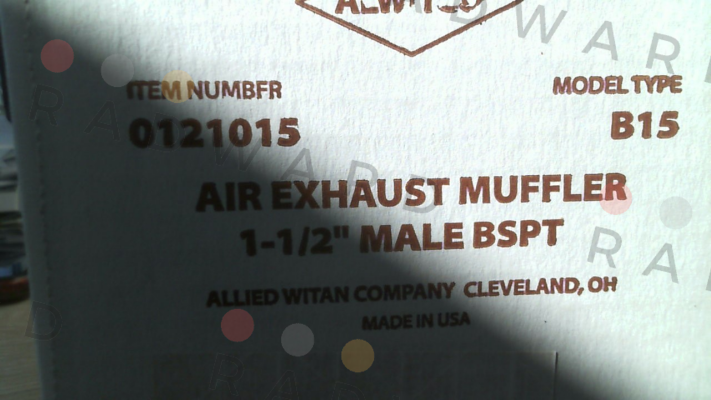 ITEM NUMBER MODEL TYPE
0121015 B15
AIR EXHAUST MUFFLER
1-1/2" MALE BSPT
ALLIED WITAN COMPANY CLEVELAND, OH
MADE IN USA